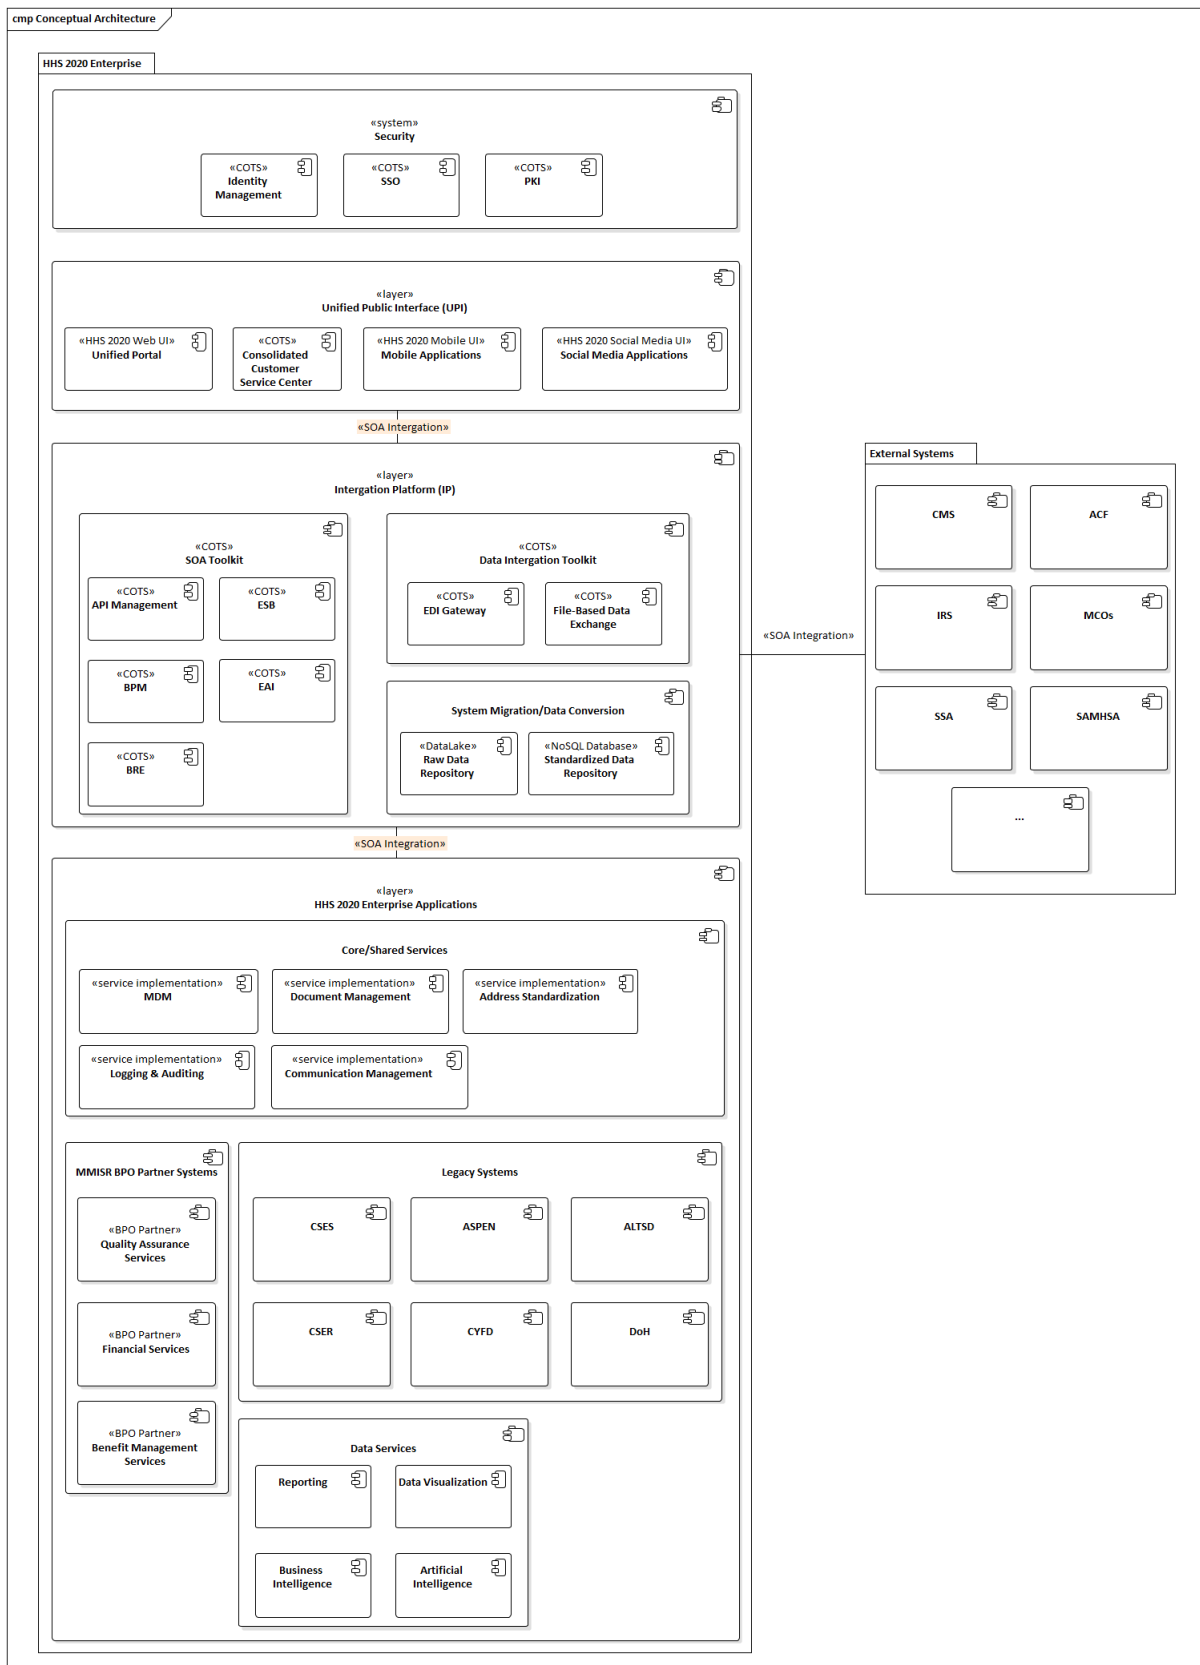 cmp Conceptual Architecture
HHS 2020 Enterprise
«system»
Security
«COTS»
Identity
Management
«COTS»
SSO
«COTS»
PKI
«layer»
Unified Public Interface (UPI)
«HHS 2020 Web UI»
Unified Portal
«COTS»
Consolidated
Customer
Service Center
«HHS 2020 Mobile UI»
Mobile Applications
«HHS 2020 Social Media UI»
Social Media Applications
«SOA Intergation»
«layer»
Intergation Platform (IP)
«COTS»
SOA Toolkit
«COTS»
API Management
«COTS»
ESB
«COTS»
BPM
«COTS»
EAI
«COTS»
BRE
«COTS»
Data Intergation Toolkit
«COTS»
EDI Gateway
«COTS»
File-Based Data
Exchange
System Migration/Data Conversion
«DataLake»
Raw Data
Repository
«NoSQL Database»
Standardized Data
Repository
«SOA Integration»
External Systems
CMS
ACF
IRS
MCOs
SSA
SAMHSA
...
«SOA Integration»
«layer»
HHS 2020 Enterprise Applications
Core/Shared Services
«service implementation»
MDM
«service implementation»
Document Management
«service implementation»
Address Standardization
«service implementation»
Logging & Auditing
«service implementation»
Communication Management
MMISR BPO Partner Systems
«BPO Partner»
Quality Assurance
Services
«BPO Partner»
Financial Services
«BPO Partner»
Benefit Management
Services
Legacy Systems
CSES
ASPEN
ALTSD
CSER
CYFD
DoH
Data Services
Reporting
Data Visualization
Business
Intelligence
Artificial
Intelligence